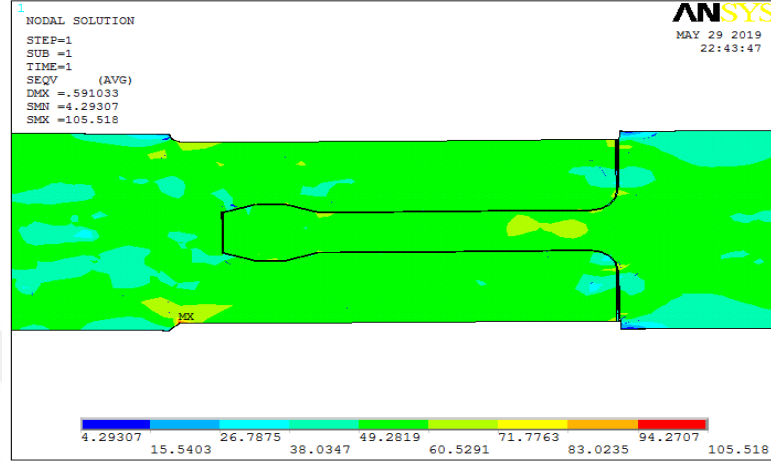 1
NODAL SOLUTION
STEP=1
SUB =1
TIME=1
SEQV (AVG)
DMX =.591033
SMN =4.29307
SMX =105.518
ANSYS
MAY 29 2019
22:43:47
MX
4.29307 26.7875 49.2819 71.7763 94.2707
15.5403 38.0347 60.5291 83.0235 105.518